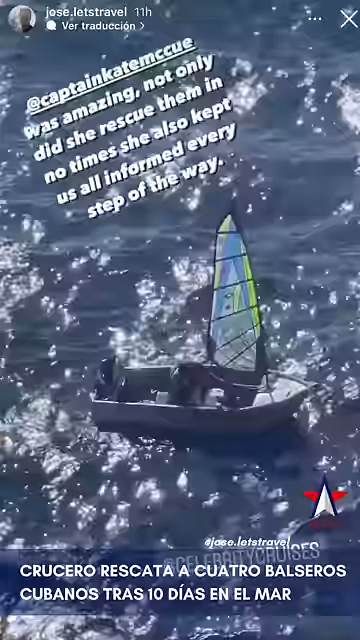 jose.letstravel 11h
Ver traducción >
@captainkatemccue
was amazing, not only
did she rescue them in
no times she also kept
us all informed every
step of the way.
@jose.letstravel
@CELEBRITYCRUISES
CRUCERO RESCATA A CUATRO BALSEROS
CUBANOS TRAS 10 DÍAS EN EL MAR